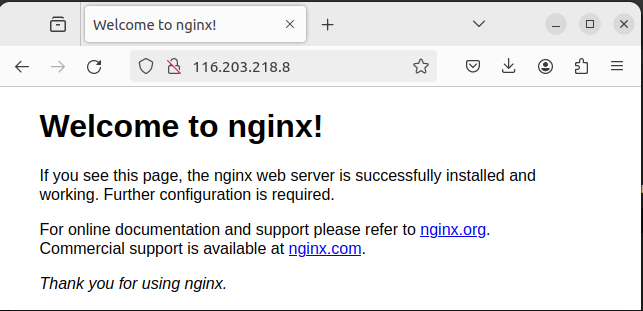 Welcome to nginx!
116.203.218.8
Welcome to nginx!
If you see this page, the nginx web server is successfully installed and
working. Further configuration is required.
For online documentation and support please refer to nginx.org.
Commercial support is available at nginx.com.
Thank you for using nginx.